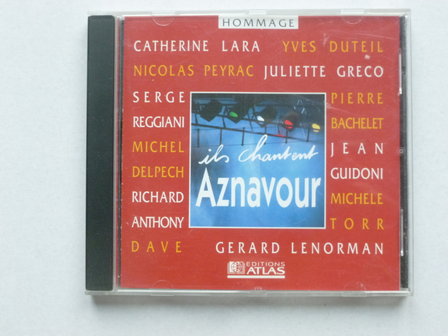 HOMMAGE
CATHERINE LARA YVES DUTEIL
NICOLAS PEYRAC JULIETTE GRECO
SERGE
REGGIANI
MICHEL
DELPECH
RICHARD
ANTHONY
DAVE
ils chantent
Aznavour
PIERRE
BACHELET
JEAN
GUIDONI
MICHELE
TORR
GERARD LENORMAN
EDITIONS
ATLAS